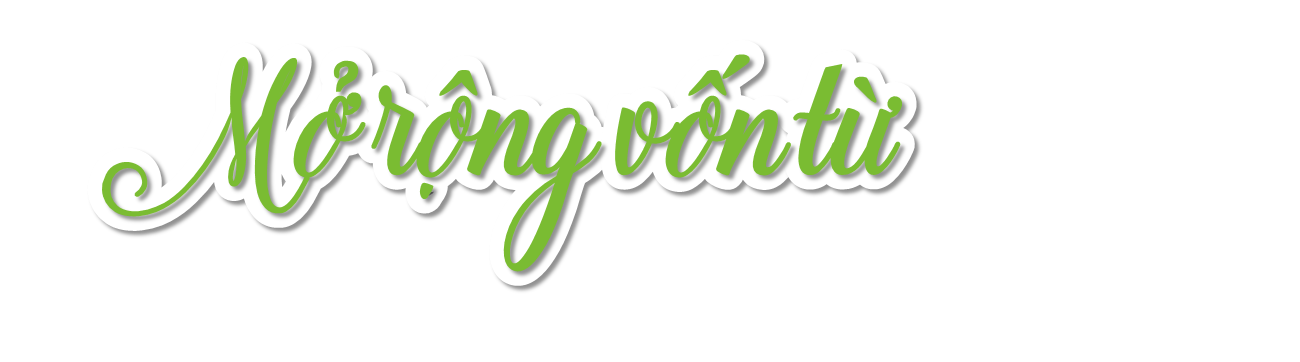 Mở rộng vốn từ